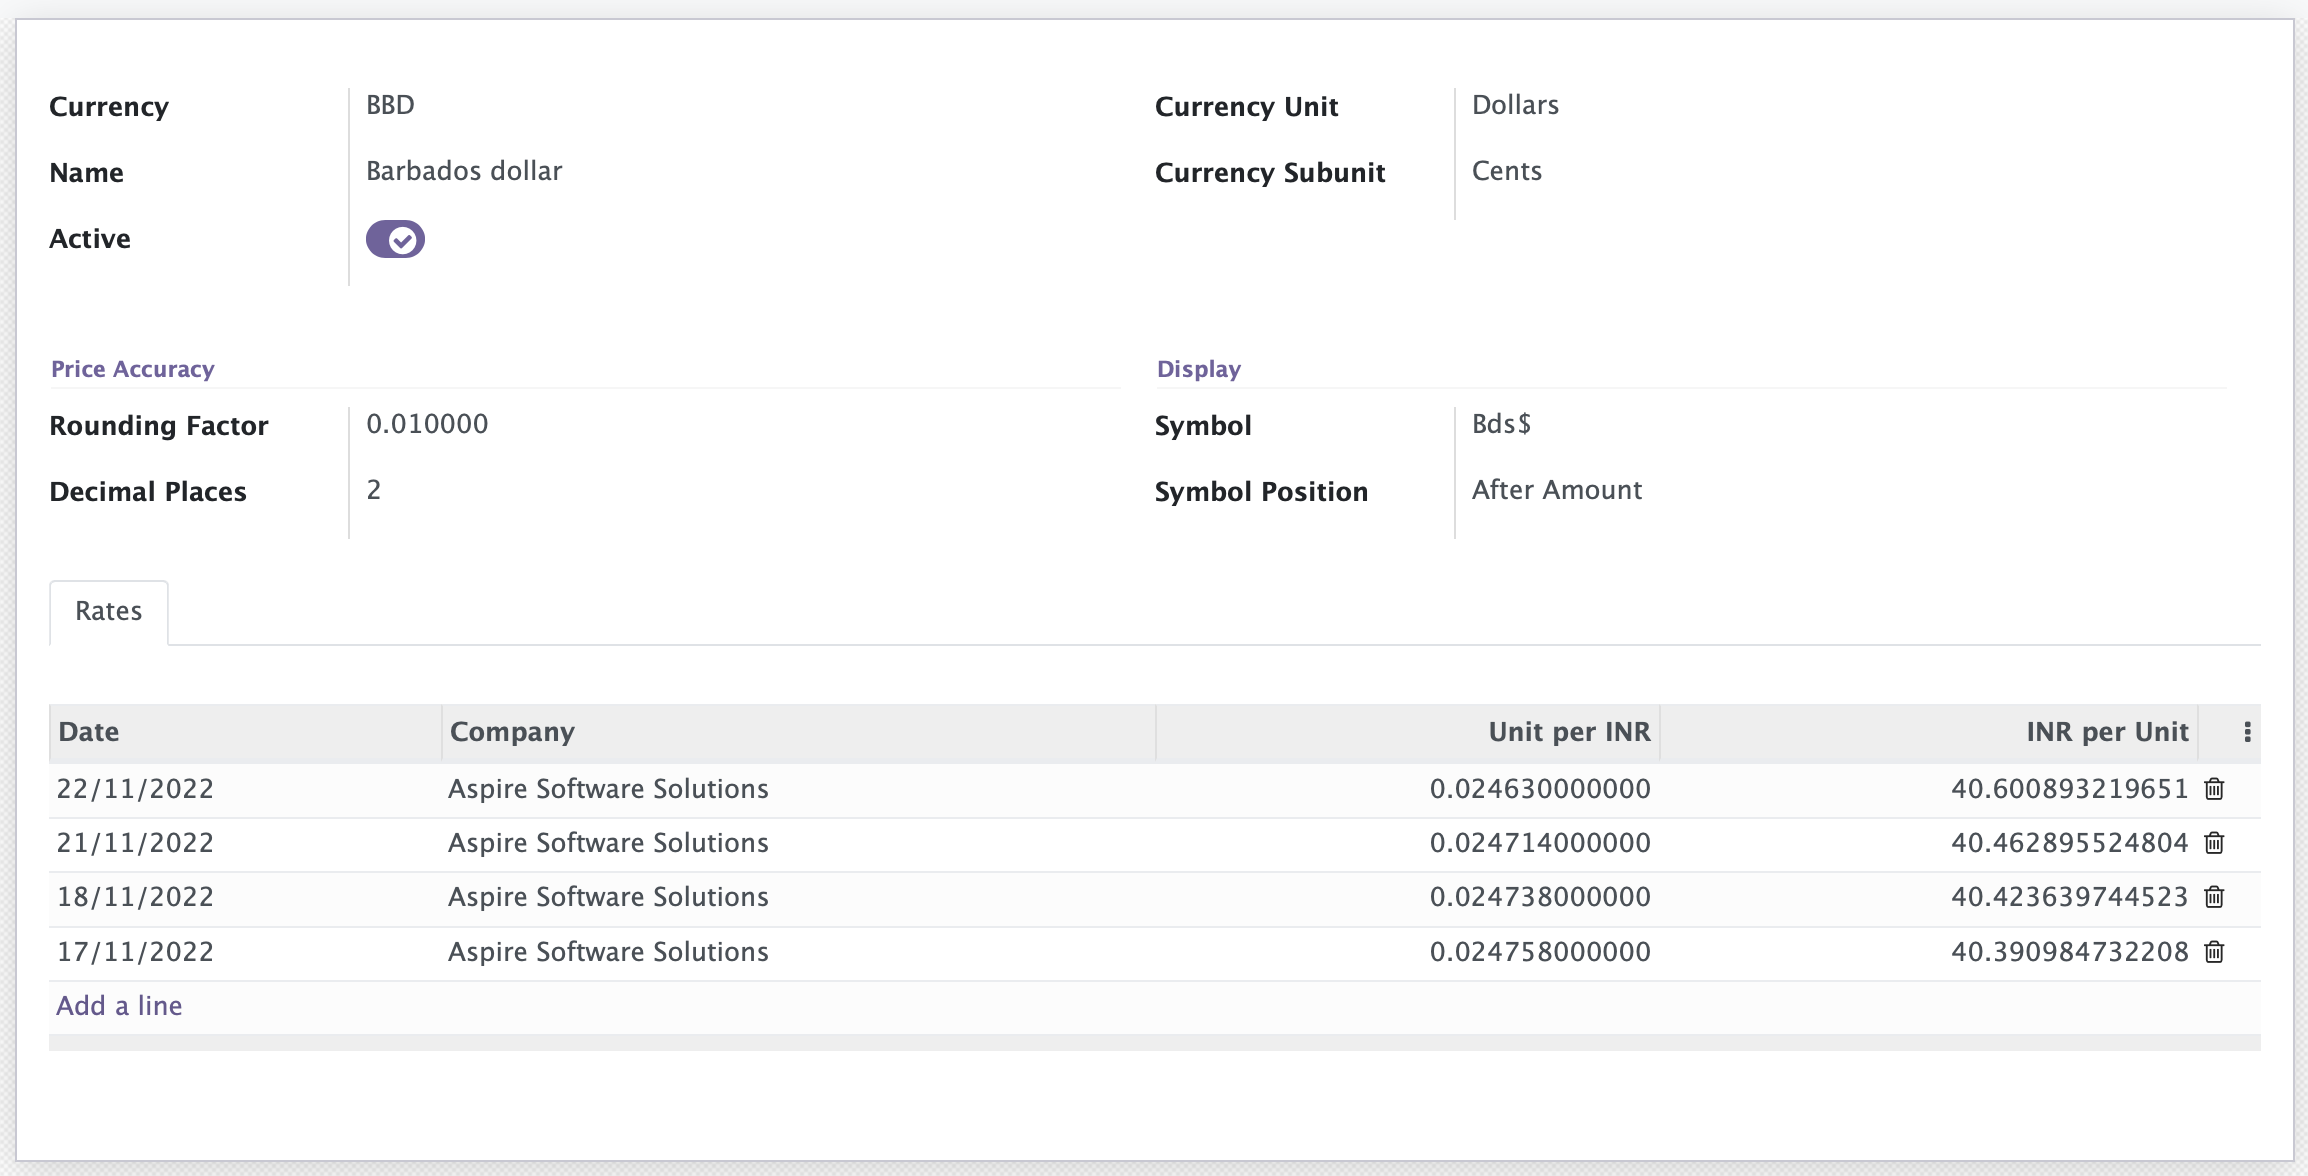 Currency BBD Currency Unit Dollars
Name Barbados dollar Currency Subunit Cents
Active
Price Accuracy Display
Rounding Factor 0.010000 Symbol Bds$
Decimal Places 2 Symbol Position After Amount
Rates
Date Company Unit per INR INR per Unit
22/11/2022 Aspire Software Solutions 0.024630000000 40.600893219651
21/11/2022 Aspire Software Solutions 0.024714000000 40.462895524804
18/11/2022 Aspire Software Solutions 0.024738000000 40.423639744523
17/11/2022 Aspire Software Solutions 0.024758000000 40.390984732208
Add a line